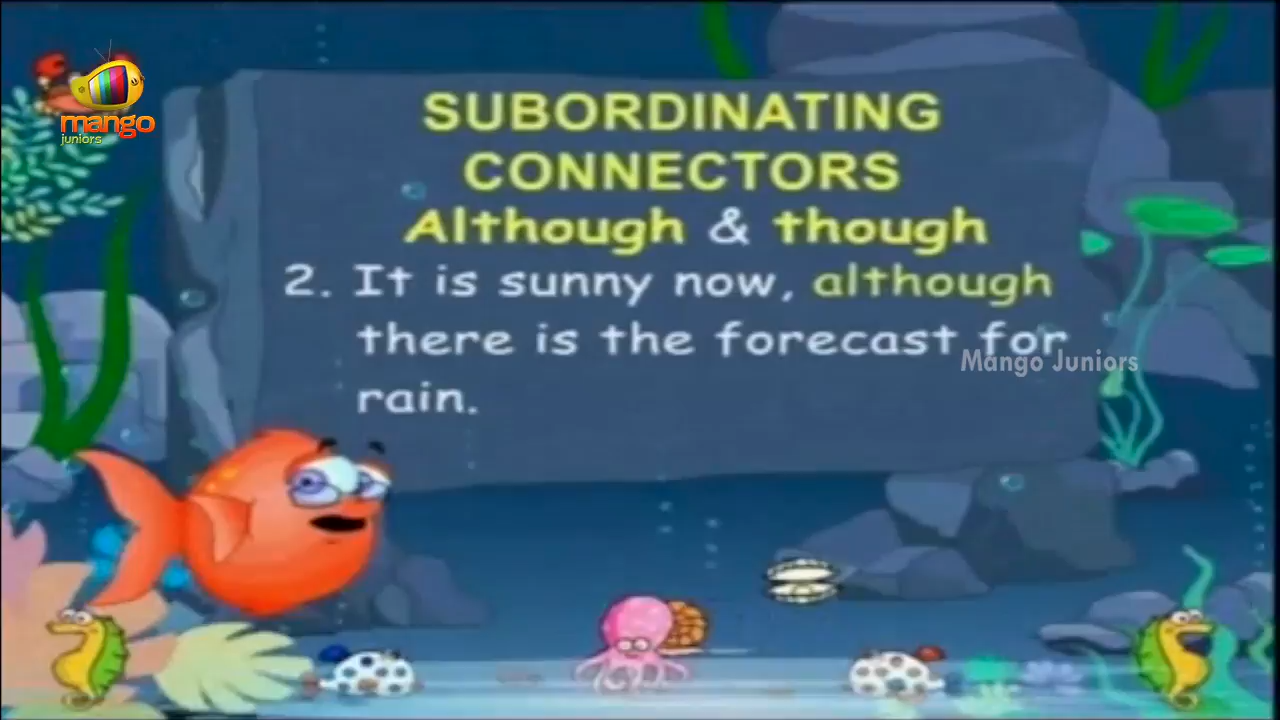 mango
juniors
SUBORDINATING
CONNECTORS
Although & though
2. It is sunny now, although
there is the forecast for
Mango Juniors
rain.